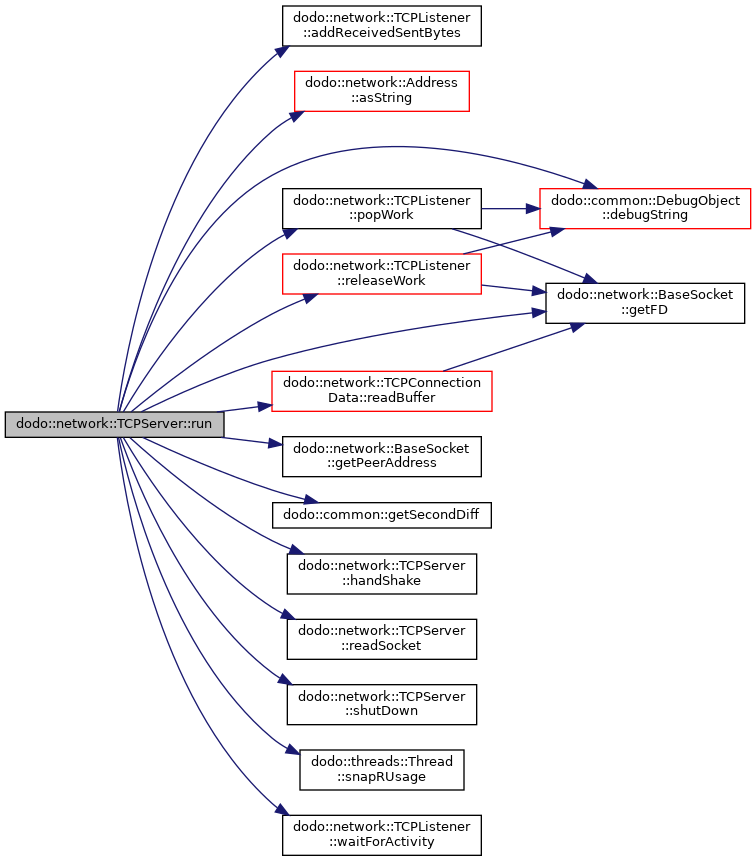 dodo::network::TCPListener
::addReceivedSentBytes
dodo::network::Address
::asString
dodo::network::TCPListener
::popWork
dodo::common::DebugObject
::debugString
dodo::network::TCPListener
::releaseWork
dodo::network::BaseSocket
::getFD
dodo::network::TCPConnection
Data::readBuffer
dodo::network::TCPServer::run
dodo::network::BaseSocket
::getPeerAddress
dodo::common::getSecondDiff
dodo::network::TCPServer
::handShake
dodo::network::TCPServer
::readSocket
dodo::network::TCPServer
::shutDown
dodo::threads::Thread
::snapRUsage
dodo::network::TCPListener
::waitForActivity